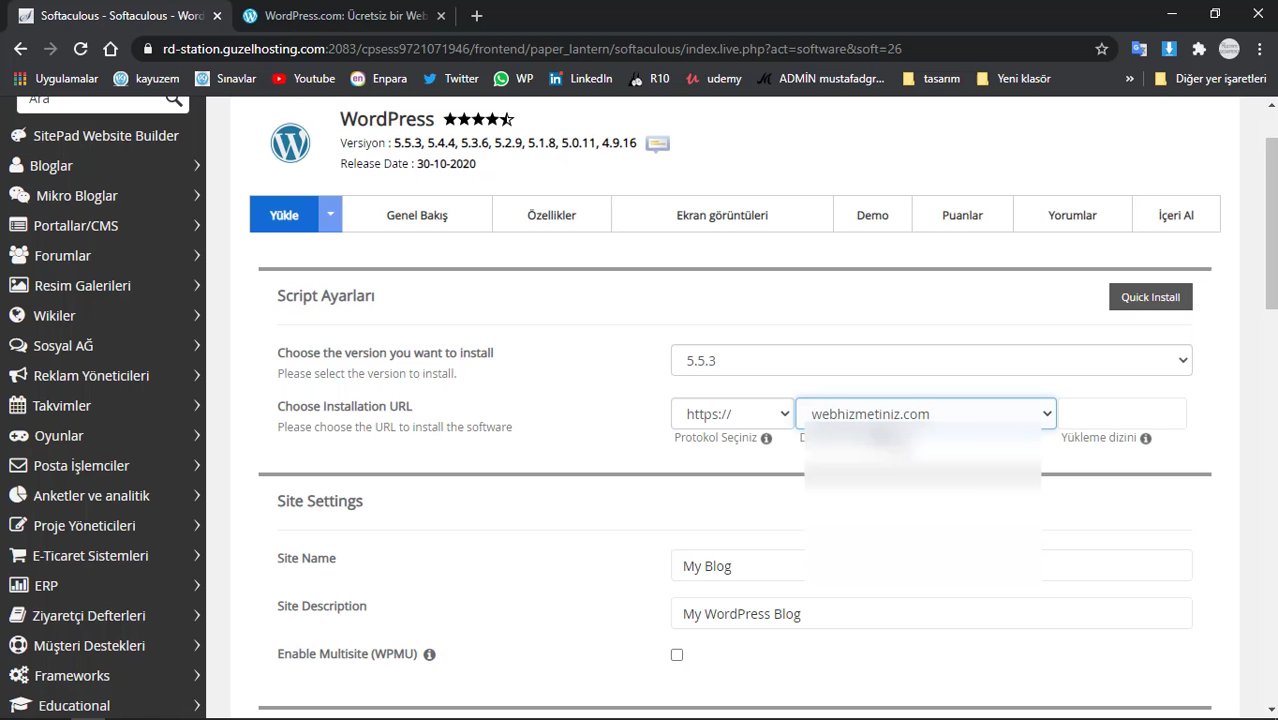 Softaculous - Softaculous - Word
WordPress.com: Ücretsiz bir Web
rd-station.guzelhosting.com:2083/cpsess9721071946/frontend/paper_lantern/softaculous/index.live.php?act=software&soft=26
Uygulamalar
kayuzem
Sınavlar
Youtube
Enpara
Twitter
WP
LinkedIn
R10
udemy
ADMİN mustafadgr...
tasarım
Yeni klasör
»
Diğer yer işaretleri
Ara
SitePad Website Builder
Bloglar
Mikro Bloglar
Portallar/CMS
Forumlar
Resim Galerileri
Wikiler
Sosyal AĞ
Reklam Yöneticileri
Takvimler
Oyunlar
Posta İşlemciler
Anketler ve analitik
Proje Yöneticileri
E-Ticaret Sistemleri
ERP
Ziyaretçi Defterleri
Müşteri Destekleri
Frameworks
Educational
WordPress
Versiyon : 5.5.3, 5.4.4, 5.3.6, 5.2.9, 5.1.8, 5.0.11, 4.9.16
Release Date : 30-10-2020
Yükle
Genel Bakış
Özellikler
Ekran görüntüleri
Demo
Puanlar
Yorumlar
İçeri Al
Script Ayarları
Quick Install
Choose the version you want to install
Please select the version to install.
5.5.3
Choose Installation URL
Please choose the URL to install the software
https://
webhizmetiniz.com
Protokol Seçiniz
Yükleme dizini
Site Settings
Site Name
My Blog
Site Description
My WordPress Blog
Enable Multisite (WPMU)